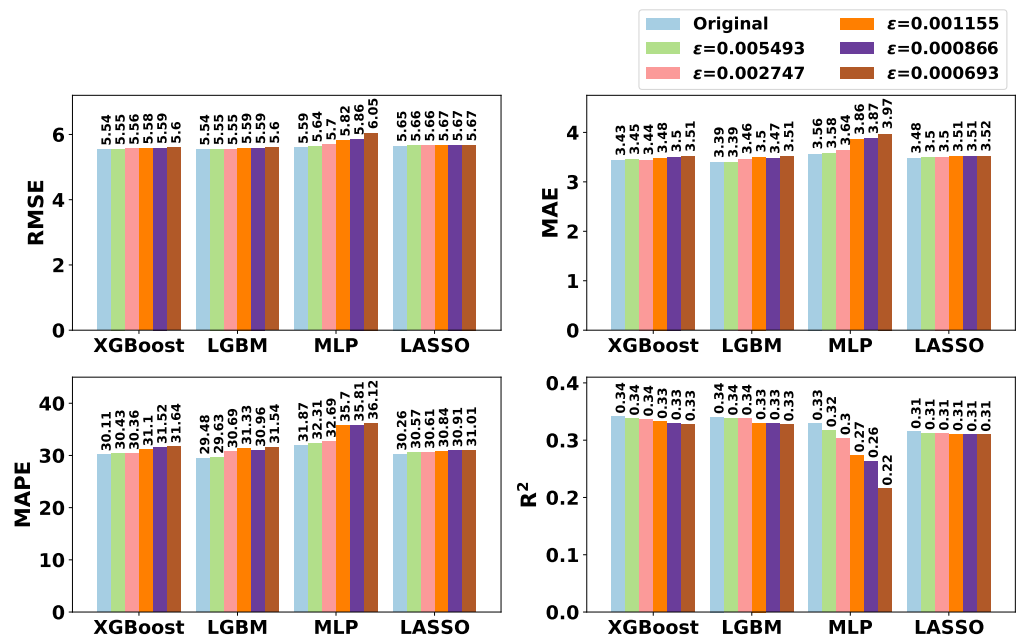 Original
ε=0.005493
ε=0.002747
ε=0.001155
ε=0.000866
ε=0.000693
RMSE
6
4
2
0
5.54 5.55 5.56 5.58 5.59 5.6
5.54 5.55 5.55 5.59 5.59 5.6
5.59 5.64 5.7 5.82 5.86 6.05
5.65 5.66 5.66 5.67 5.67 5.67
XGBoost LGBM MLP LASSO
MAE
4
3
2
1
0
3.43 3.45 3.44 3.48 3.5 3.51
3.39 3.39 3.46 3.5 3.47 3.51
3.56 3.58 3.64 3.86 3.87 3.97
3.48 3.5 3.5 3.51 3.51 3.52
XGBoost LGBM MLP LASSO
MAPE
40
30
20
10
0
30.11 30.43 30.36 31.1 31.52 31.64
29.48 29.63 30.69 31.33 30.96 31.54
31.87 32.31 32.69 35.7 35.81 36.12
30.26 30.57 30.61 30.84 30.91 31.01
XGBoost LGBM MLP LASSO
R²
0.4
0.3
0.2
0.1
0.0
0.34 0.34 0.34 0.33 0.33 0.33
0.34 0.34 0.34 0.33 0.33 0.33
0.33 0.32 0.3 0.27 0.26 0.22
0.31 0.31 0.31 0.31 0.31 0.31
XGBoost LGBM MLP LASSO